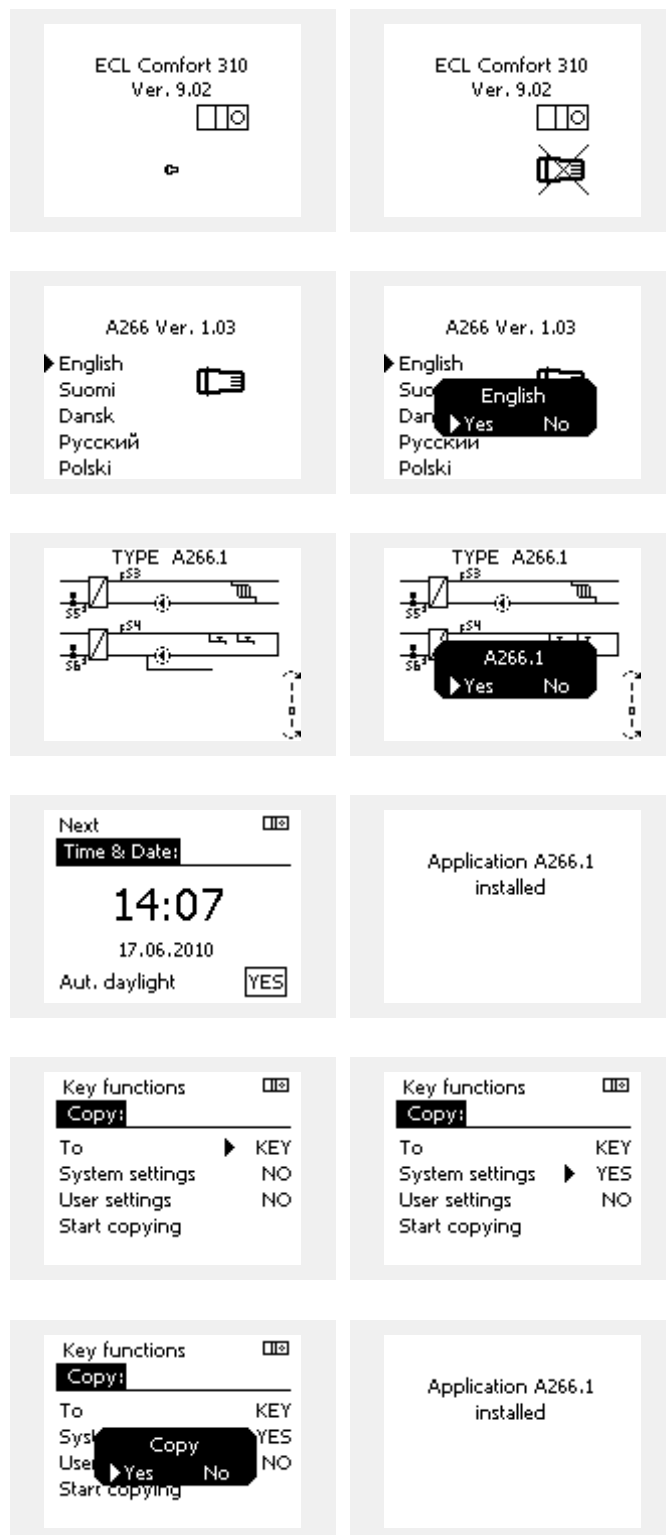 ECL Comfort 310
Ver. 9.02
ECL Comfort 310
Ver. 9.02
A266 Ver. 1.03
English
Suomi
Dansk
Русский
Polski
A266 Ver. 1.03
English
English
Yes No
Русский
Polski
TYPE A266.1
S3
S5
S4
S6
TYPE A266.1
S3
S5
S4
S6
A266.1
Yes No
Next
Time & Date:
14:07
17.06.2010
Aut. daylight YES
Application A266.1
installed
Key functions
Copy:
To KEY
System settings NO
User settings NO
Start copying
Key functions
Copy:
To KEY
System settings YES
User settings NO
Start copying
Key functions
Copy:
To KEY
YES
Copy
NO
Yes No
Start copying
Application A266.1
installed